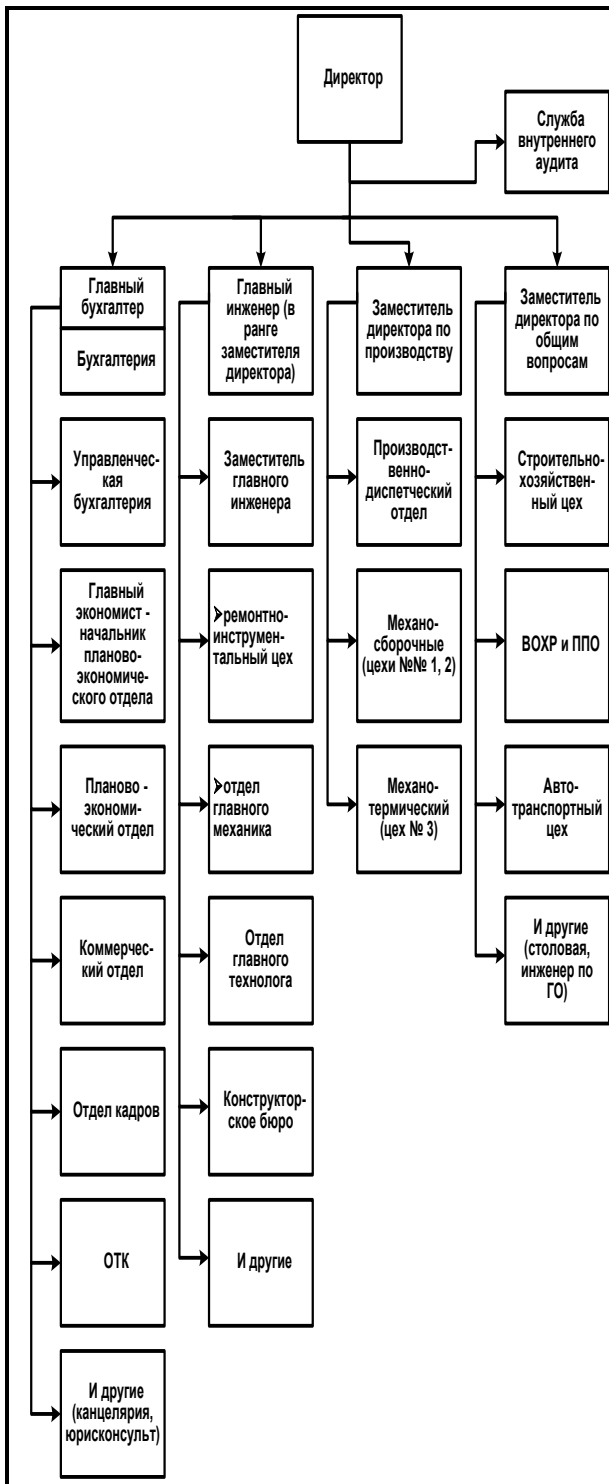 Директор
Служба
внутреннего
аудита
Главный
бухгалтер
Бухгалтерия
Управленчес-
кая
бухгалтерия
Главный
экономист -
начальник
планово-
экономиче-
ского отдела
Планово -
экономи-
ческий отдел
Коммерчес-
кий отдел
Отдел кадров
ОТК
И другие
(канцелярия,
юрисконсульт)
Главный
инженер (в
ранге
заместителя
директора)
Заместитель
главного
инженера
➢ремонтно-
инструмен-
тальный цех
➢отдел
главного
механика
Отдел
главного
технолога
Конструктор-
ское бюро
И другие
Заместитель
директора по
производству
Производст-
венно-
диспетческий
отдел
Механо-
сборочные
(цехи №№ 1, 2)
Механо-
термический
(цех № 3)
Заместитель
директора по
общим
вопросам
Строительно-
хозяйствен-
ный цех
ВОХР и ППО
Авто-
транспортный
цех
И другие
(столовая,
инженер по
ГО)